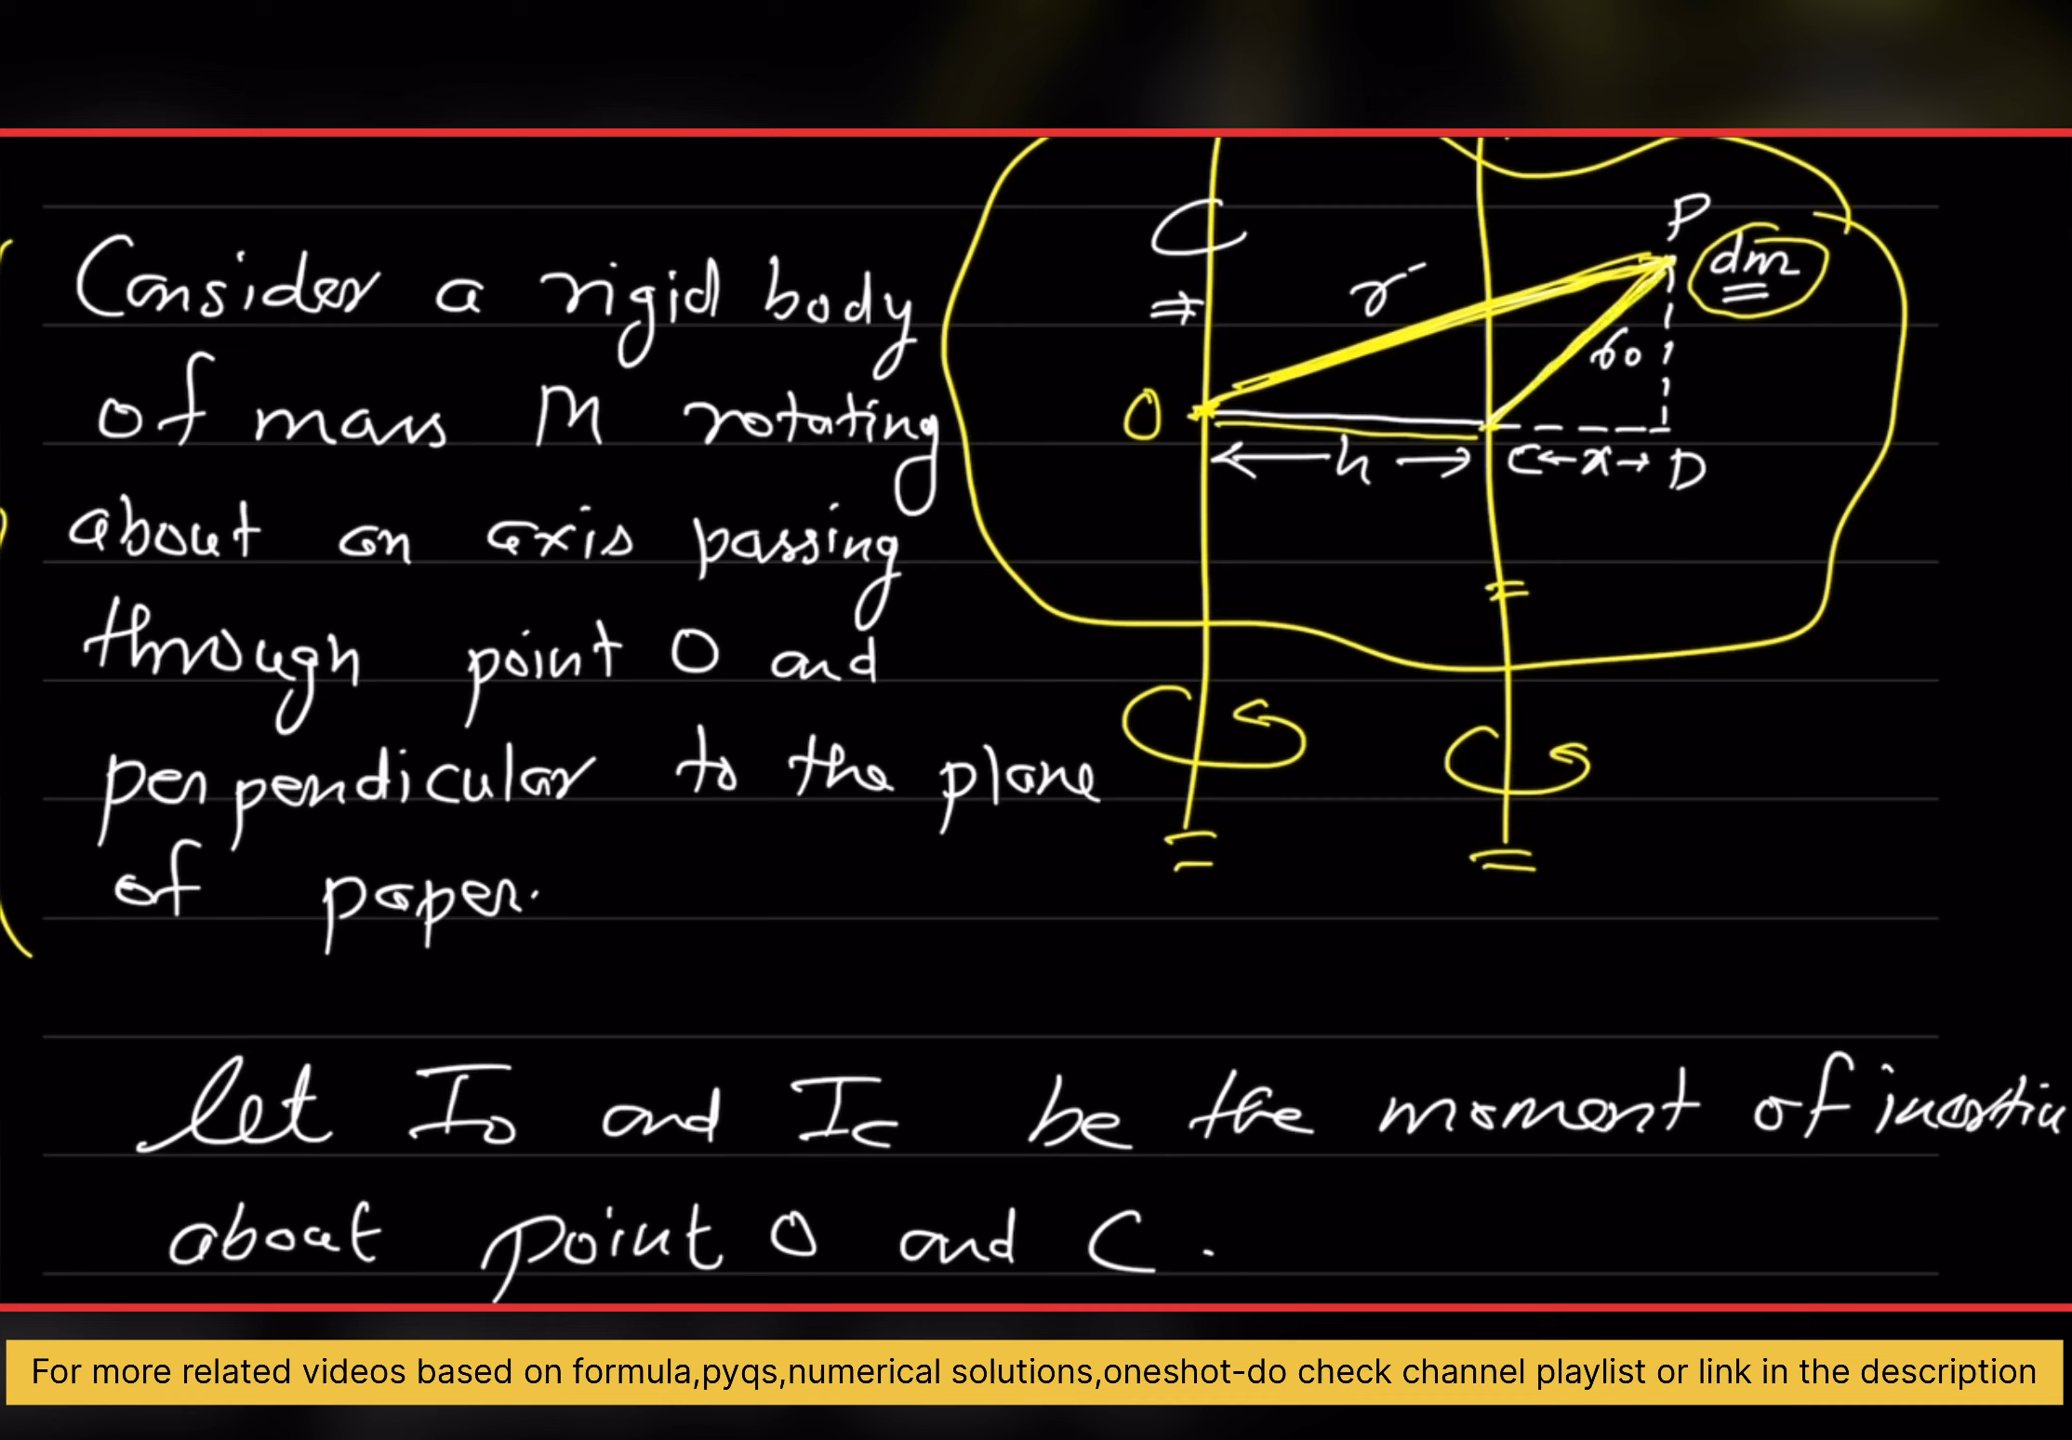 Consider a rigid body
of mass M rotating
about an axis passing
through point O and
perpendicular to the plane
of paper.
C
P
dm
r
r₀
O
h
C
x
D
let I₀ and Ic be the moment of inertia
about point O and C.
For more related videos based on formula,pyqs,numerical solutions,oneshot-do check channel playlist or link in the description